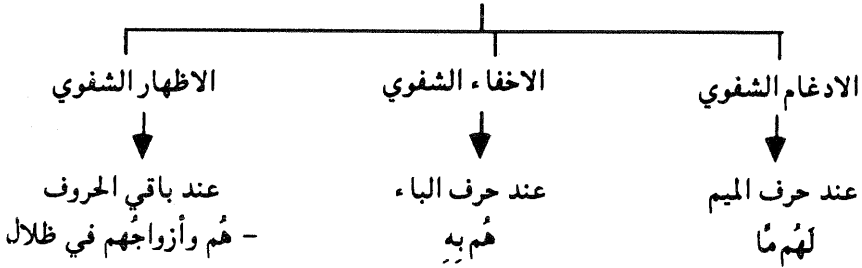 الادغام الشفوي
الاخفاء الشفوي
الاظهار الشفوي
عند حرف الميم
لَهُم مَّا
عند حرف الباء
هُم بِهِ
عند باقي الحروف
- هُم وأزواجُهم في ظلال